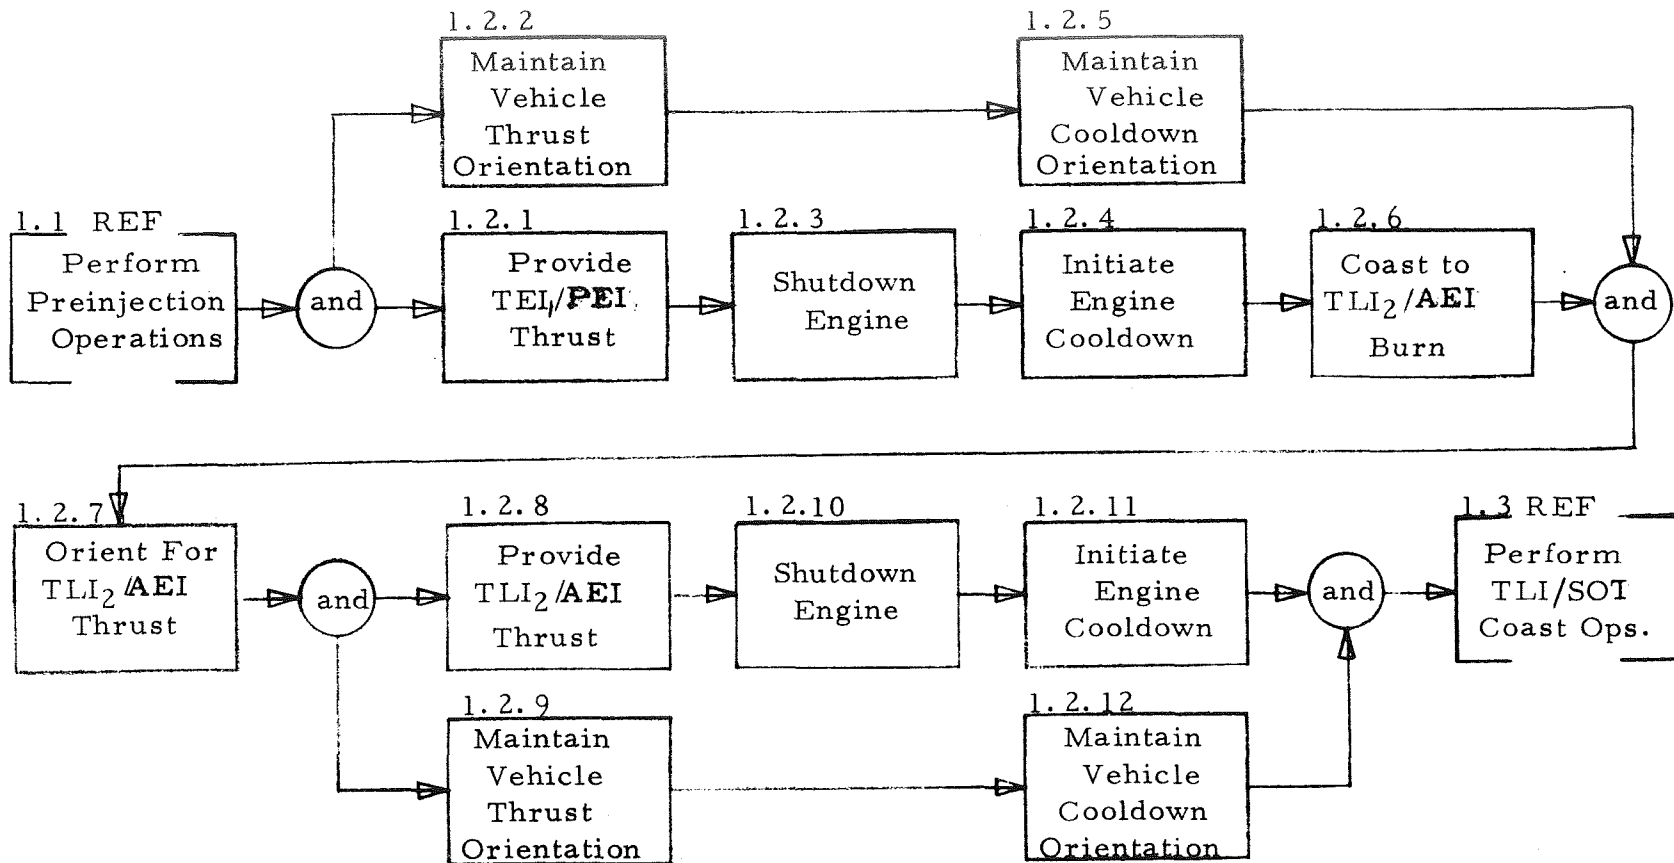 1.2.2
Maintain
Vehicle
Thrust
Orientation
1.2.5
Maintain
Vehicle
Cooldown
Orientation
1.1 REF
Perform
Preinjection
Operations
and
1.2.1
Provide
TEI₁/PEI
Thrust
1.2.3
Shutdown
Engine
1.2.4
Initiate
Engine
Cooldown
1.2.6
Coast to
TLI₂/AEI
Burn
and
1.2.7
Orient For
TLI₂/AEI
Thrust
and
1.2.8
Provide
TLI₂/AEI
Thrust
1.2.10
Shutdown
Engine
1.2.11
Initiate
Engine
Cooldown
and
1.3 REF
Perform
TLI/SOT
Coast Ops.
1.2.9
Maintain
Vehicle
Thrust
Orientation
1.2.12
Maintain
Vehicle
Cooldown
Orientation